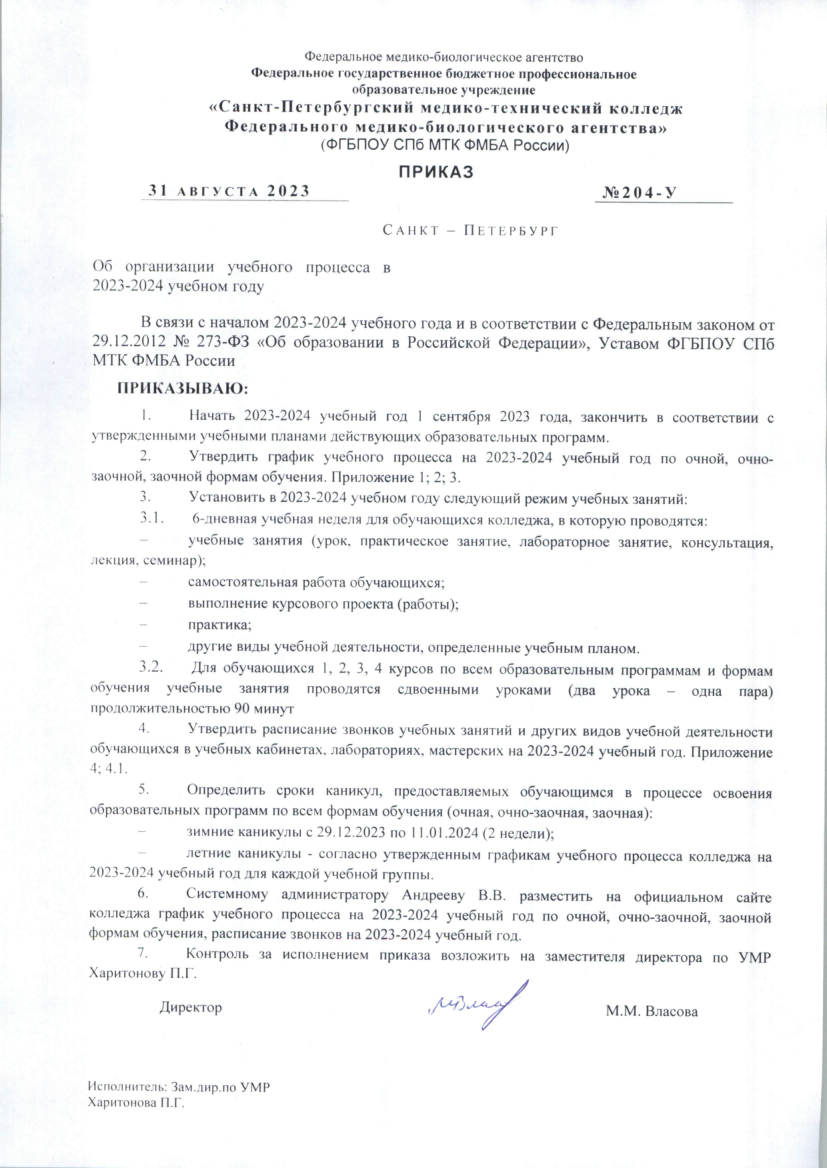 Федеральное медико-биологическое агентство
Федеральное государственное бюджетное профессиональное
образовательное учреждение
«Санкт-Петербургский медико-технический колледж
Федерального медико-биологического агентства»
(ФГБПОУ СПб МТК ФМБА России)
ПРИКАЗ
31 АВГУСТА 2023 №204-У
САНКТ – ПЕТЕРБУРГ
Об организации учебного процесса в
2023-2024 учебном году
В связи с началом 2023-2024 учебного года и в соответствии с Федеральным законом от
29.12.2012 № 273-ФЗ «Об образовании в Российской Федерации», Уставом ФГБПОУ СПб
МТК ФМБА России
ПРИКАЗЫВАЮ:
1. Начать 2023-2024 учебный год 1 сентября 2023 года, закончить в соответствии с
утвержденными учебными планами действующих образовательных программ.
2. Утвердить график учебного процесса на 2023-2024 учебный год по очной, очно-
заочной, заочной формам обучения. Приложение 1; 2; 3.
3. Установить в 2023-2024 учебном году следующий режим учебных занятий:
3.1. 6-дневная учебная неделя для обучающихся колледжа, в которую проводятся:
– учебные занятия (урок, практическое занятие, лабораторное занятие, консультация,
лекция, семинар);
– самостоятельная работа обучающихся;
– выполнение курсового проекта (работы);
– практика;
– другие виды учебной деятельности, определенные учебным планом.
3.2. Для обучающихся 1, 2, 3, 4 курсов по всем образовательным программам и формам
обучения учебные занятия проводятся сдвоенными уроками (два урока – одна пара)
продолжительностью 90 минут
4. Утвердить расписание звонков учебных занятий и других видов учебной деятельности
обучающихся в учебных кабинетах, лабораториях, мастерских на 2023-2024 учебный год. Приложение
4; 4.1.
5. Определить сроки каникул, предоставляемых обучающимся в процессе освоения
образовательных программ по всем формам обучения (очная, очно-заочная, заочная):
– зимние каникулы с 29.12.2023 по 11.01.2024 (2 недели);
– летние каникулы - согласно утвержденным графикам учебного процесса колледжа на
2023-2024 учебный год для каждой учебной группы.
6. Системному администратору Андрееву В.В. разместить на официальном сайте
колледжа график учебного процесса на 2023-2024 учебный год по очной, очно-заочной, заочной
формам обучения, расписание звонков на 2023-2024 учебный год.
7. Контроль за исполнением приказа возложить на заместителя директора по УМР
Харитонову П.Г.
Директор М.М. Власова
Исполнитель: Зам.дир.по УМР
Харитонова П.Г.